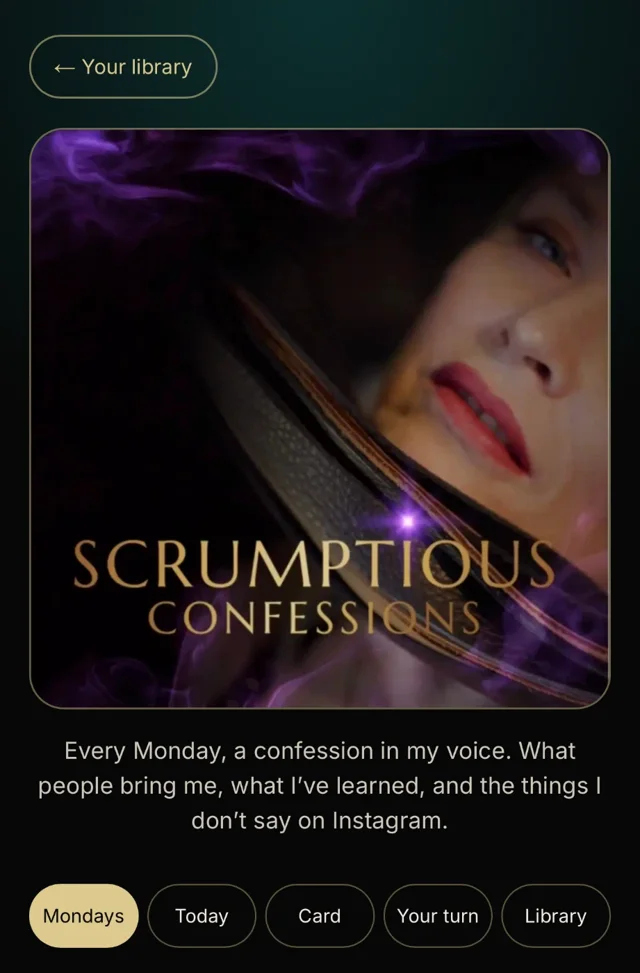 ← Your library
SCRUMPTIOUS
CONFESSIONS
Every Monday, a confession in my voice. What
people bring me, what I’ve learned, and the things I
don’t say on Instagram.
Mondays
Today
Card
Your turn
Library